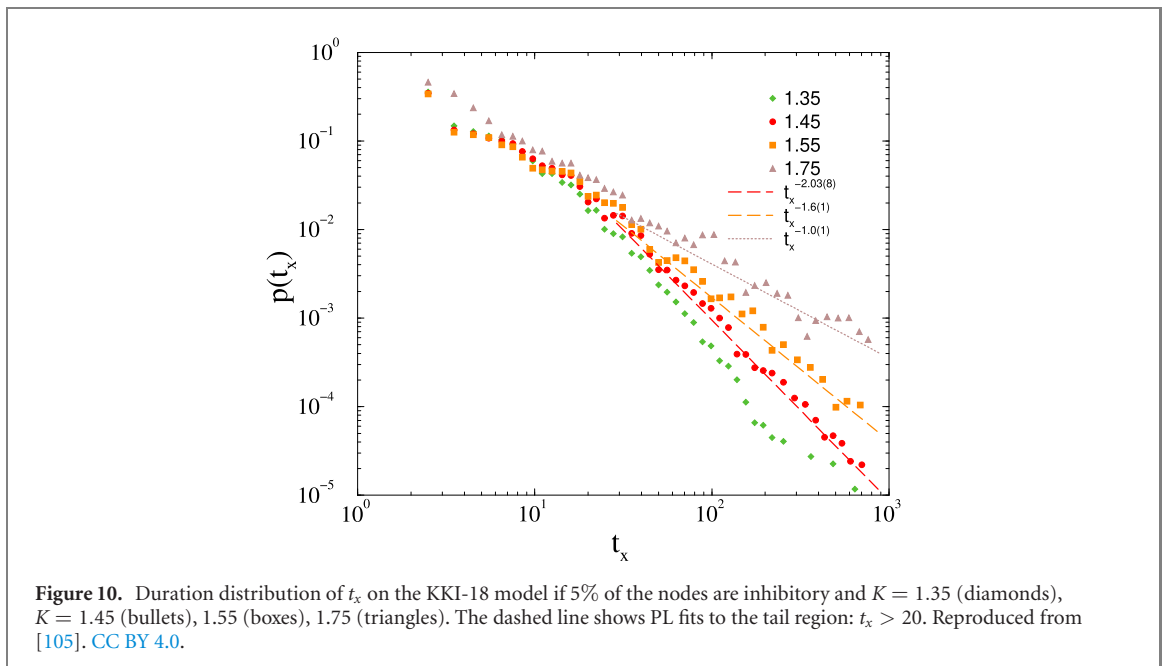 10^0
10^-1
10^-2
10^-3
10^-4
10^-5
p(t_x)
10^0 10^1 10^2 10^3
t_x
1.35
1.45
1.55
1.75
t_x^-2.03(8)
t_x^-1.6(1)
t_x^-1.0(1)
Figure 10. Duration distribution of t_x on the KKI-18 model if 5% of the nodes are inhibitory and K = 1.35 (diamonds),
K = 1.45 (bullets), 1.55 (boxes), 1.75 (triangles). The dashed line shows PL fits to the tail region: t_x > 20. Reproduced from
[105]. CC BY 4.0.